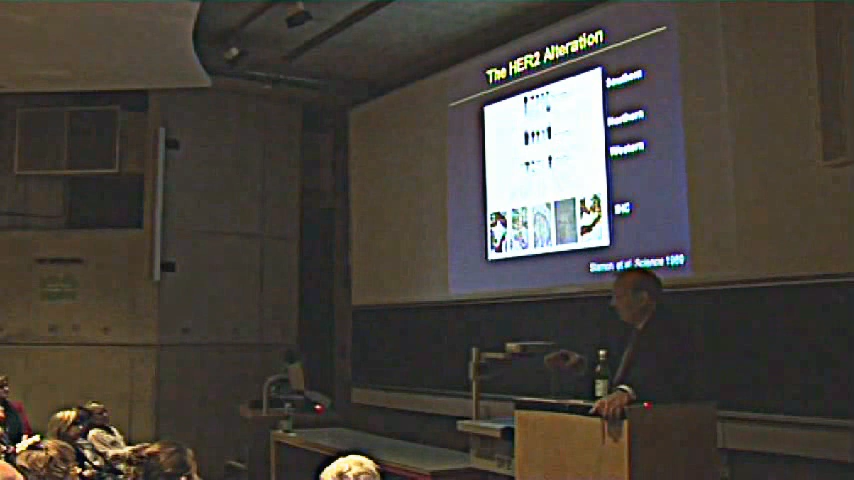 The HER2 Alteration
Southern
Northern
Western
IHC
Slamon et al Science 1989